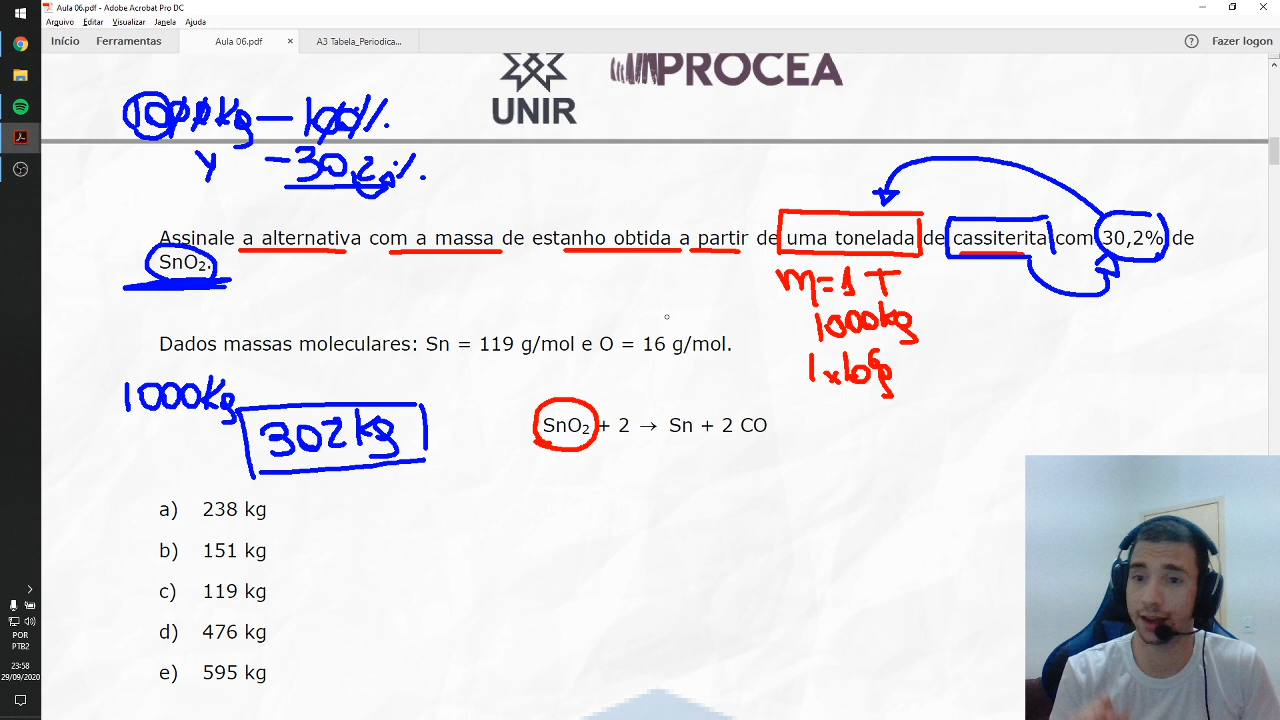 Aula 06.pdf - Adobe Acrobat Pro DC
Arquivo Editar Visualizar Janela Ajuda
Início Ferramentas Aula 06.pdf × A3 Tabela_Periodica... ? Fazer logon
UNIR
PROCEA
1000kg — 100%
y — 30,2%
Assinale a alternativa com a massa de estanho obtida a partir de uma tonelada de cassiterita com 30,2% de
SnO₂.
m=1 T
1000kg
1x10⁶g
Dados massas moleculares: Sn = 119 g/mol e O = 16 g/mol.
1000kg
302kg
SnO₂ + 2 → Sn + 2 CO
a) 238 kg
b) 151 kg
c) 119 kg
d) 476 kg
e) 595 kg
POR
PTB2
23:58
29/09/2020